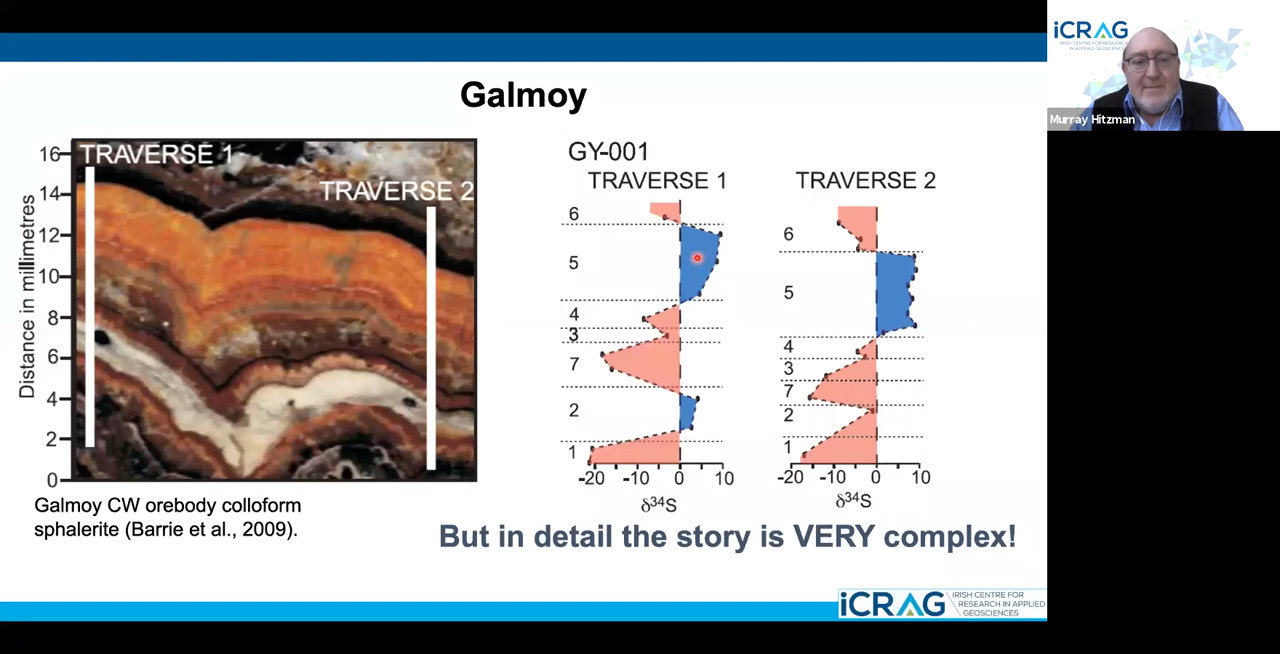 Galmoy
Distance in millimetres
16
14
12
10
8
6
4
2
0
TRAVERSE 1
TRAVERSE 2
Galmoy CW orebody colloform
sphalerite (Barrie et al., 2009).
GY-001
TRAVERSE 1
6
5
4
3
7
2
1
-20 -10 0 10
δ34S
TRAVERSE 2
6
5
4
3
7
2
1
-20 -10 0 10
δ34S
But in detail the story is VERY complex!
iCRAG
IRISH CENTRE FOR
RESEARCH IN APPLIED
GEOSCIENCES
iCRAG
IRISH CENTRE FOR RESEARCH
IN APPLIED GEOSCIENCES
Murray Hitzman